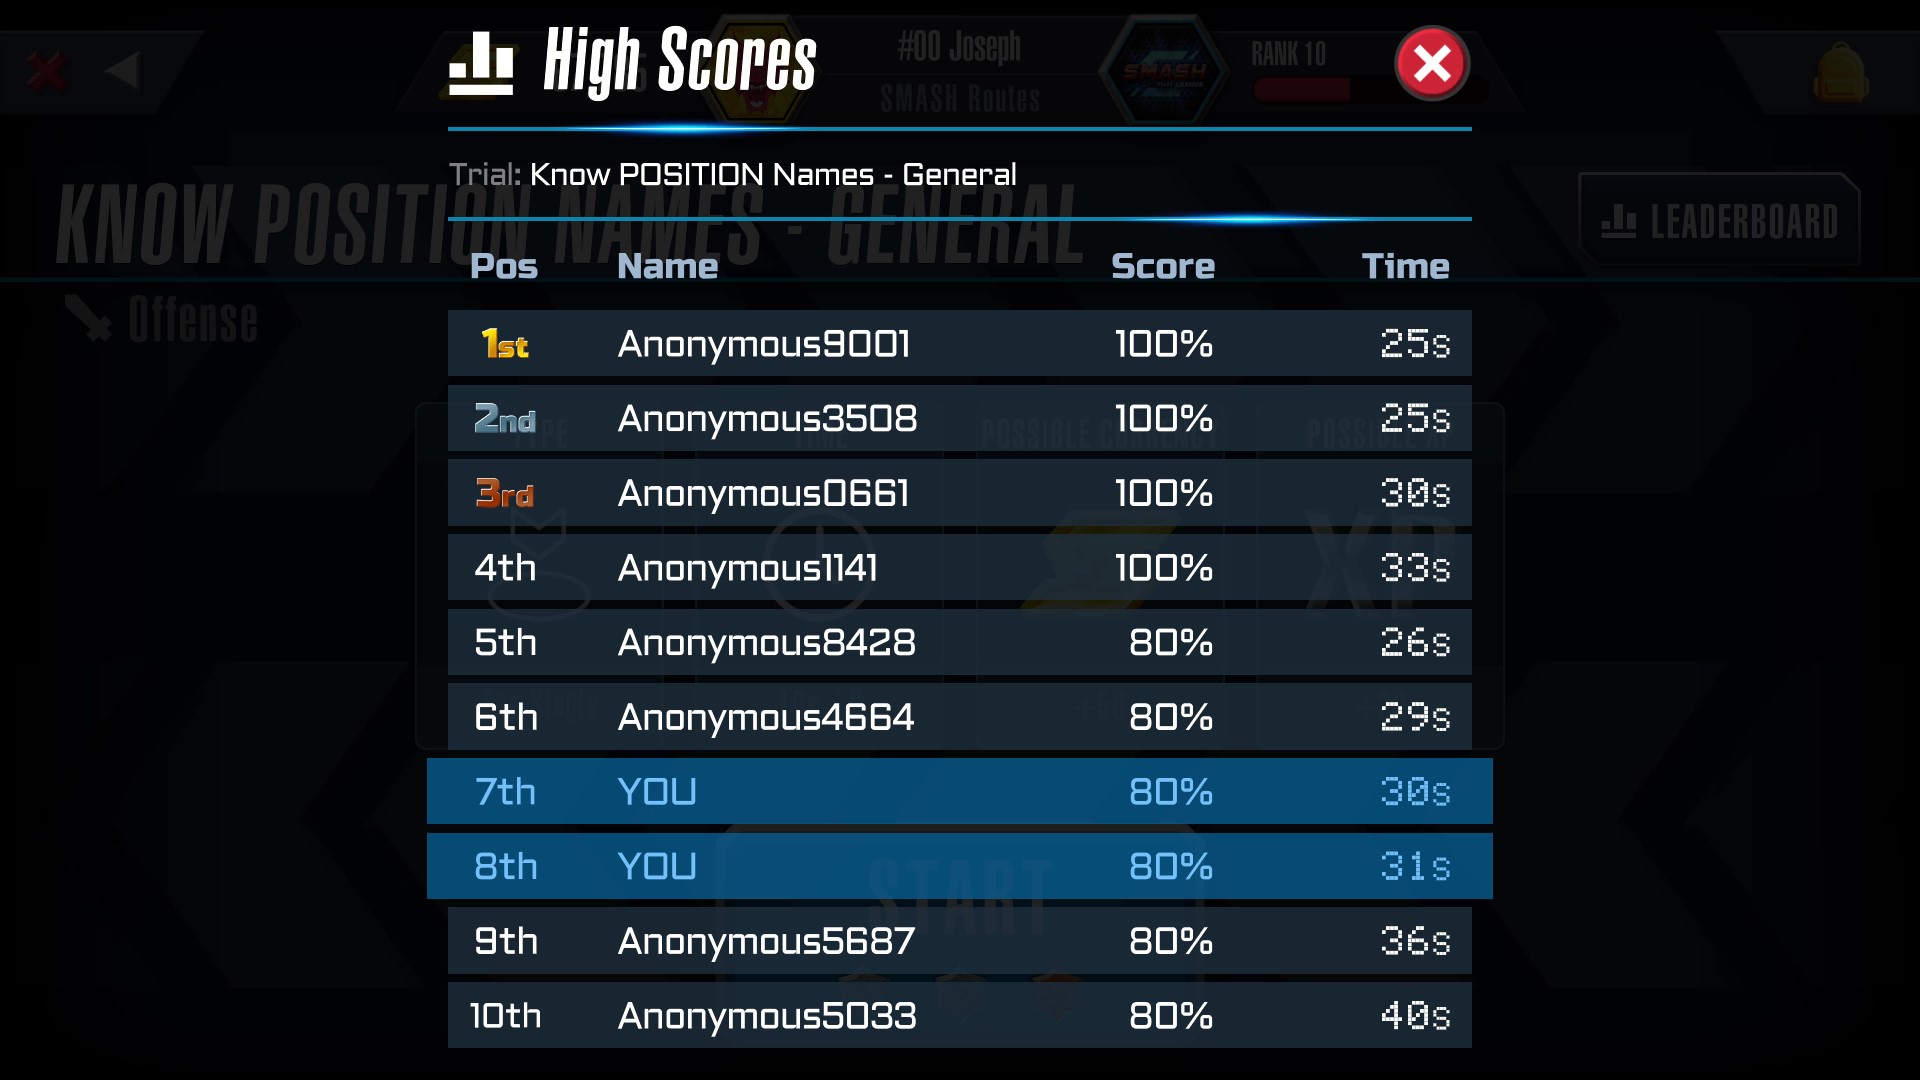 High Scores
#00 Joseph
SMASH Routes
SMASH
RANK 10
Trial: Know POSITION Names - General
KNOW POSITION NAMES - GENERAL
LEADERBOARD
Offense
Pos Name Score Time
1st Anonymous9001 100% 25s
2nd Anonymous3508 100% 25s
3rd Anonymous0661 100% 30s
4th Anonymous1141 100% 33s
5th Anonymous8428 80% 26s
6th Anonymous4664 80% 29s
7th YOU 80% 30s
8th YOU 80% 31s
START
9th Anonymous5687 80% 36s
10th Anonymous5033 80% 40s